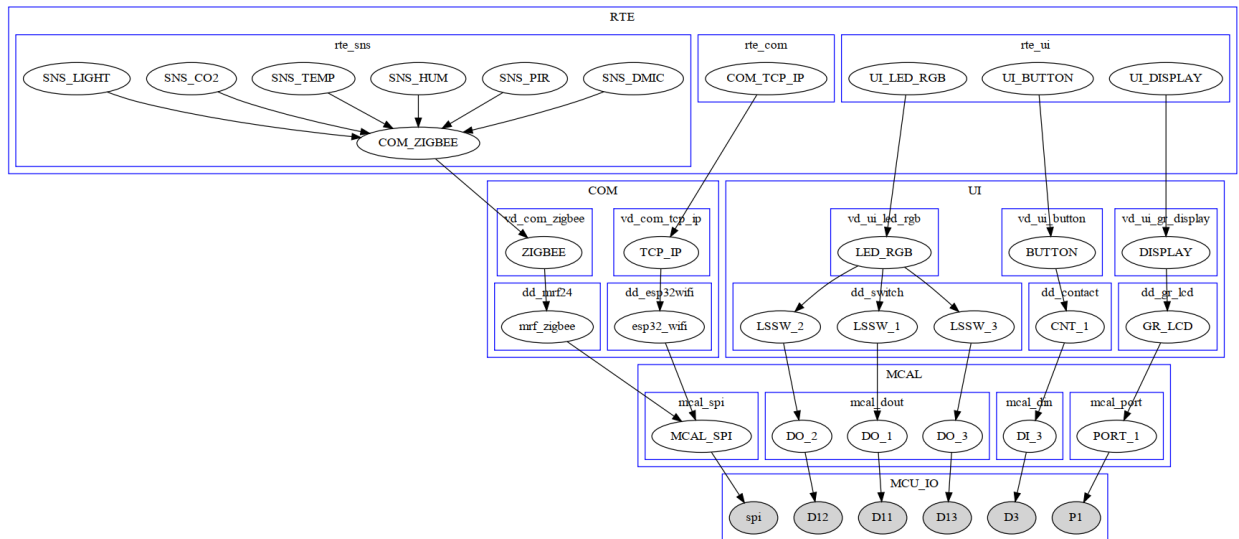 RTE
rte_sns
rte_com
rte_ui
SNS_LIGHT
SNS_CO2
SNS_TEMP
SNS_HUM
SNS_PIR
SNS_DMIC
COM_TCP_IP
UI_LED_RGB
UI_BUTTON
UI_DISPLAY
COM_ZIGBEE
COM
UI
vd_com_zigbee
vd_com_tcp_ip
vd_ui_led_rgb
vd_ui_button
vd_ui_gr_display
ZIGBEE
TCP_IP
LED_RGB
BUTTON
DISPLAY
dd_mrf24
dd_esp32wifi
dd_switch
dd_contact
dd_gr_lcd
mrf_zigbee
esp32_wifi
LSSW_2
LSSW_1
LSSW_3
CNT_1
GR_LCD
MCAL
mcal_spi
mcal_dout
mcal_din
mcal_port
MCAL_SPI
DO_2
DO_1
DO_3
DI_3
PORT_1
MCU_IO
spi
D12
D11
D13
D3
P1